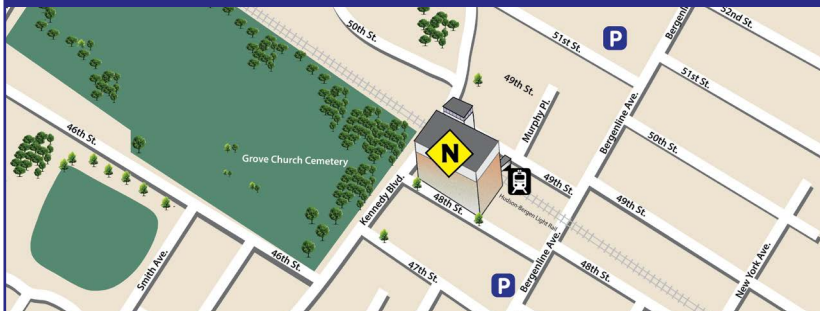 50th St.
51st St.
P
Bergenline Ave.
52nd St.
51st St.
49th St.
Murphy Pl.
Bergenline Ave.
46th St.
50th St.
Grove Church Cemetery
N
49th St.
Kennedy Blvd.
48th St.
Hudson-Bergen Light Rail
49th St.
Smith Ave.
46th St.
47th St.
P
Bergenline Ave.
48th St.
New York Ave.